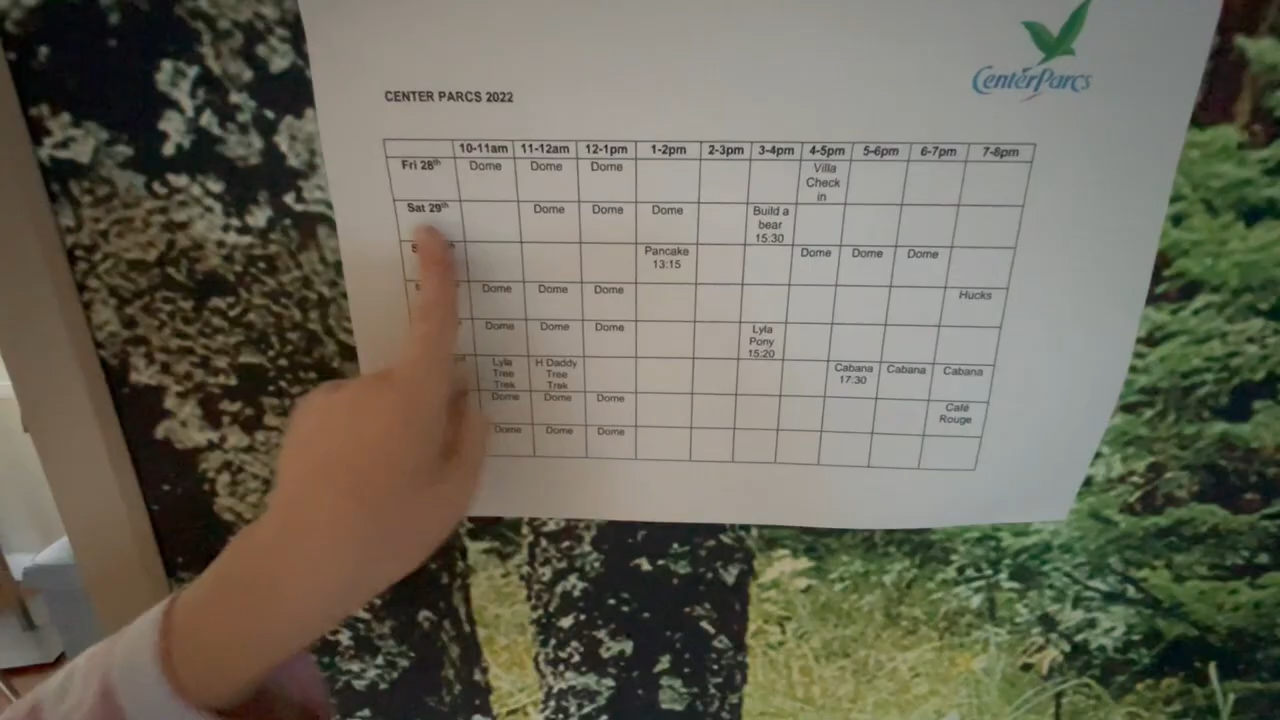 CenterParcs
CENTER PARCS 2022
10-11am 11-12am 12-1pm 1-2pm 2-3pm 3-4pm 4-5pm 5-6pm 6-7pm 7-8pm
Fri 28th Dome Dome Dome Villa
Check
in
Sat 29th Dome Dome Dome Build a
bear
15:30
Pancake Dome Dome Dome
13:15
Dome Dome Dome Hucks
Dome Dome Dome Lyla
Pony
15:20
Lyla H Daddy Cabana Cabana Cabana
Tree Tree 17:30
Trek Trek
Dome Dome Dome Café
Rouge
Dome Dome Dome